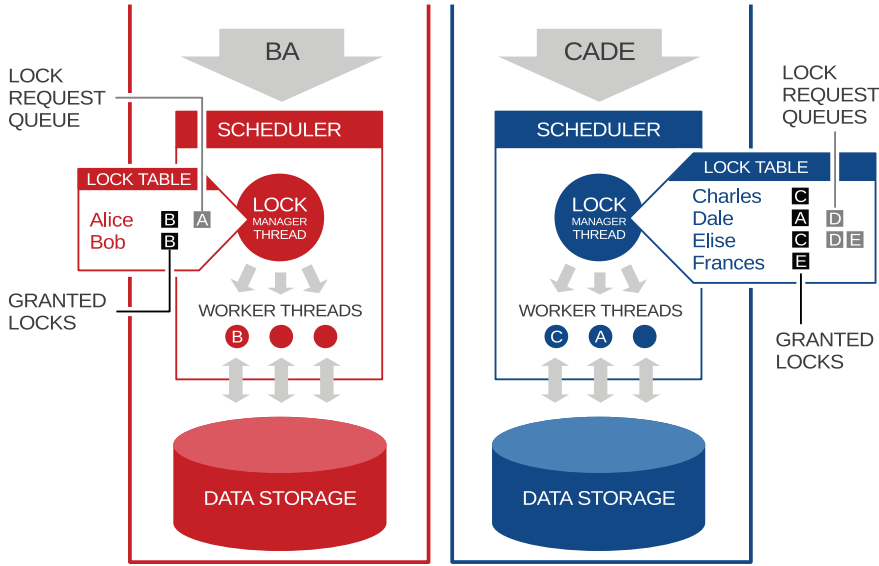 BA
LOCK
REQUEST
QUEUE
SCHEDULER
LOCK TABLE
Alice B A
Bob B
LOCK
MANAGER
THREAD
GRANTED
LOCKS
WORKER THREADS
B
DATA STORAGE
CADE
LOCK
REQUEST
QUEUES
SCHEDULER
LOCK TABLE
Charles C
Dale A D
Elise C D E
Frances E
LOCK
MANAGER
THREAD
GRANTED
LOCKS
WORKER THREADS
C A
DATA STORAGE